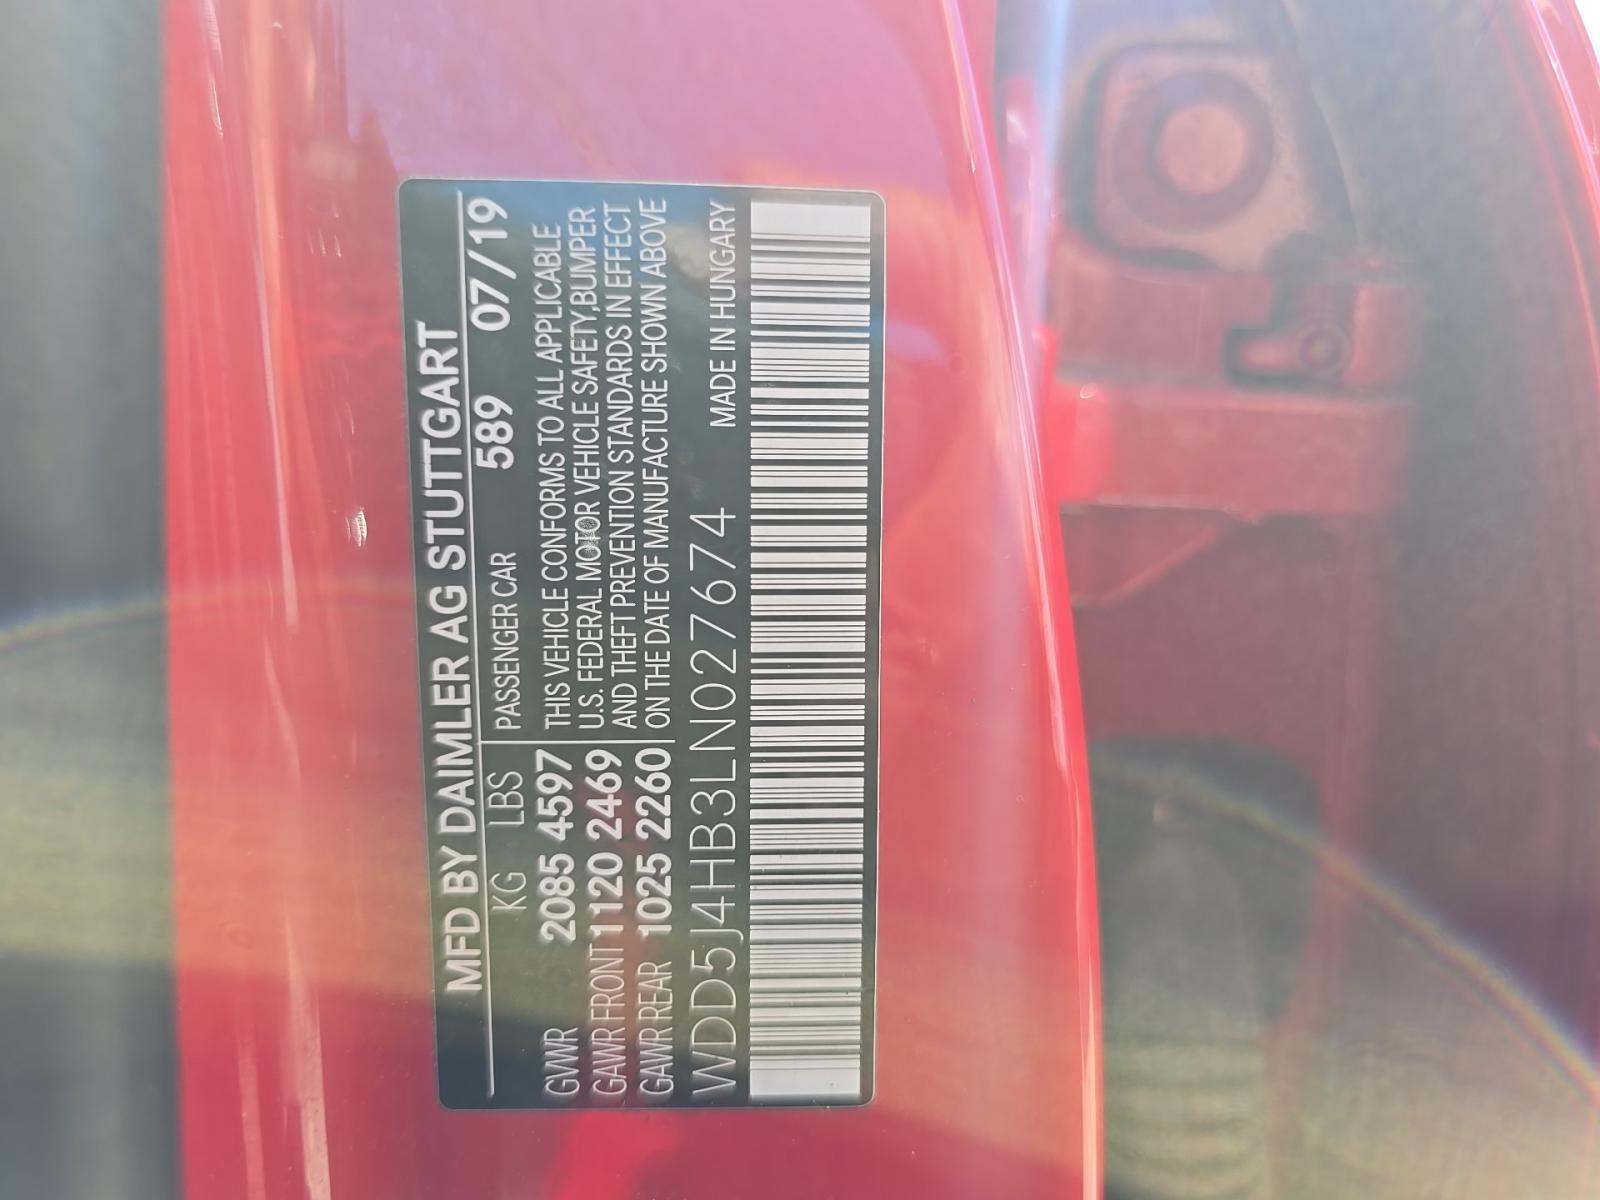 MFD BY DAIMLER AG STUTTGART
KG LBS PASSENGER CAR 589 07/19
GVWR 2085 4597 THIS VEHICLE CONFORMS TO ALL APPLICABLE
GAWR FRONT 1120 2469 U.S. FEDERAL MOTOR VEHICLE SAFETY,BUMPER
AND THEFT PREVENTION STANDARDS IN EFFECT
GAWR REAR 1025 2260 ON THE DATE OF MANUFACTURE SHOWN ABOVE
WDD5J4HB3LN027674 MADE IN HUNGARY